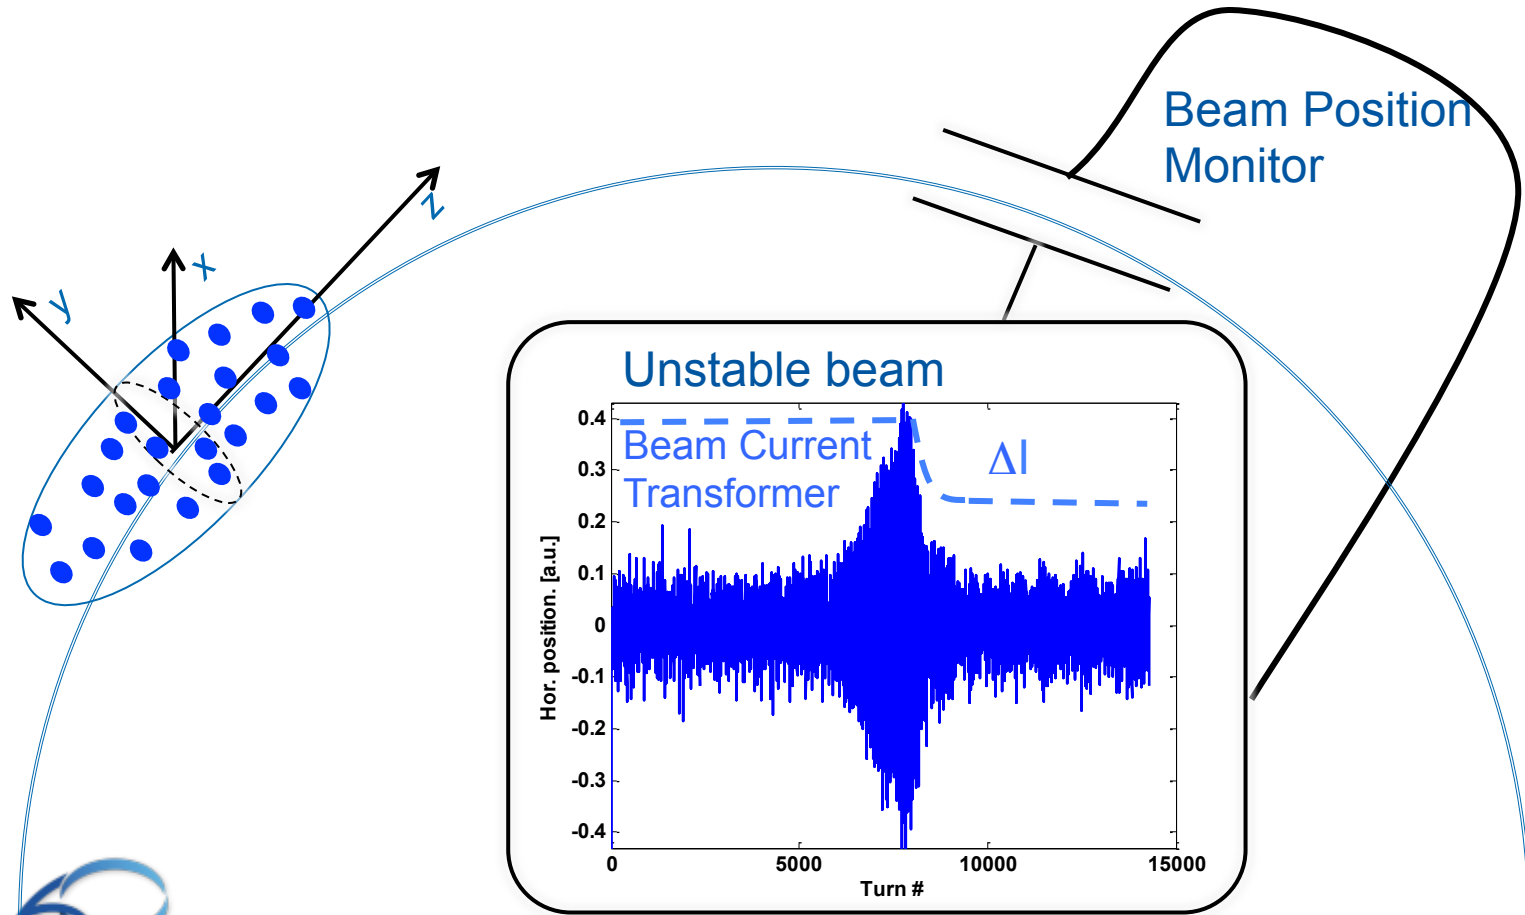 Beam Position
Monitor
z
x
y
Unstable beam
Beam Current
Transformer
ΔI
0.4
0.3
0.2
0.1
0
-0.1
-0.2
-0.3
-0.4
Hor. position. [a.u.]
0
5000
10000
15000
Turn #